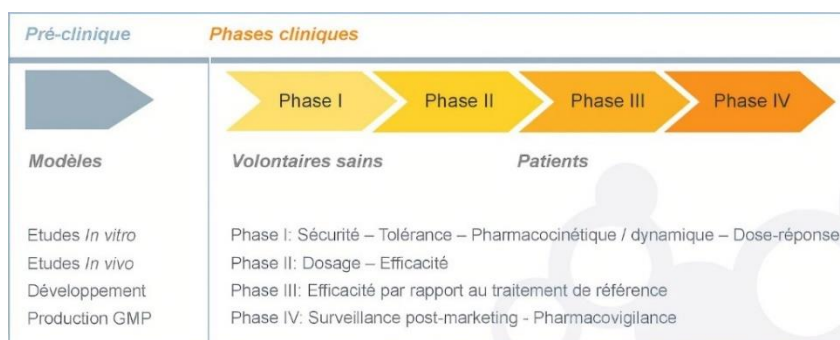 Pré-clinique
Phases cliniques
Phase I
Phase II
Phase III
Phase IV
Modèles
Volontaires sains
Patients
Etudes In vitro
Etudes In vivo
Développement
Production GMP
Phase I: Sécurité – Tolérance – Pharmacocinétique / dynamique – Dose-réponse
Phase II: Dosage – Efficacité
Phase III: Efficacité par rapport au traitement de référence
Phase IV: Surveillance post-marketing - Pharmacovigilance